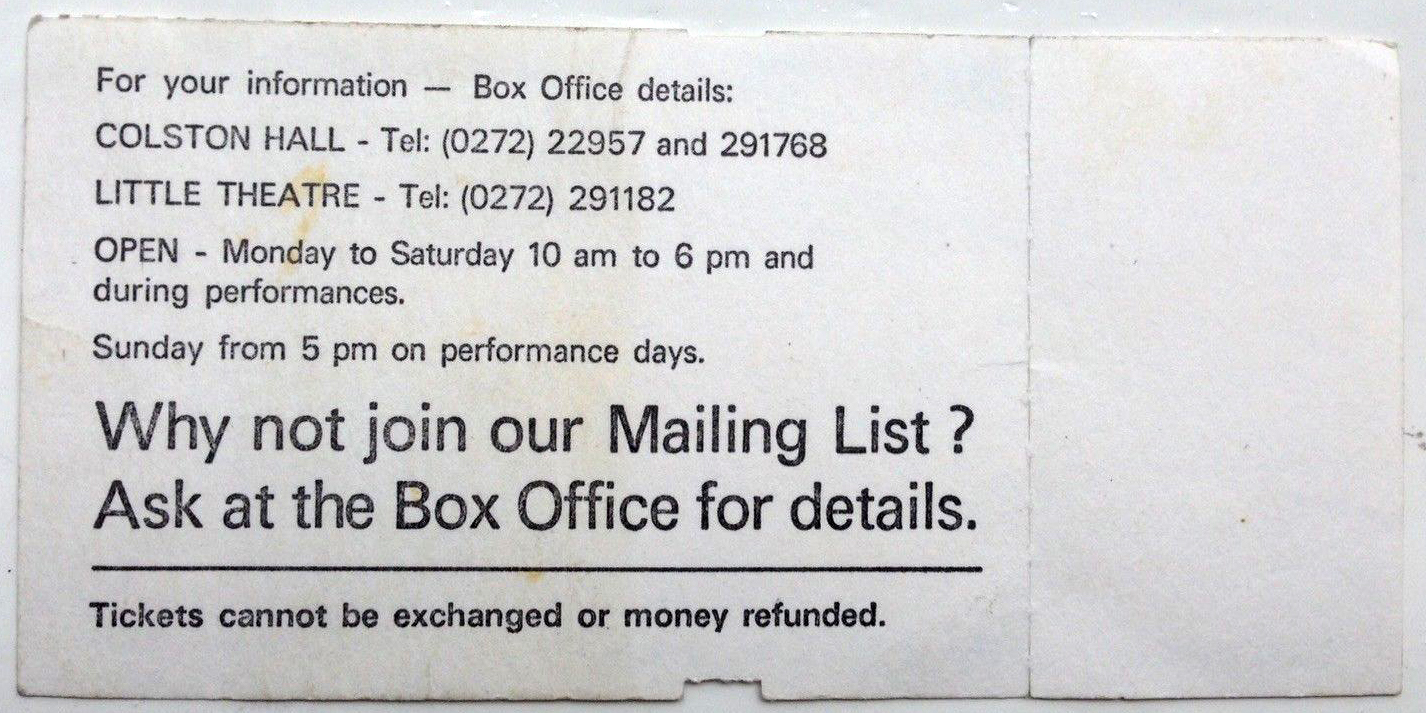 For your information — Box Office details:
COLSTON HALL - Tel: (0272) 22957 and 291768
LITTLE THEATRE - Tel: (0272) 291182
OPEN - Monday to Saturday 10 am to 6 pm and
during performances.
Sunday from 5 pm on performance days.
Why not join our Mailing List ?
Ask at the Box Office for details.
Tickets cannot be exchanged or money refunded.